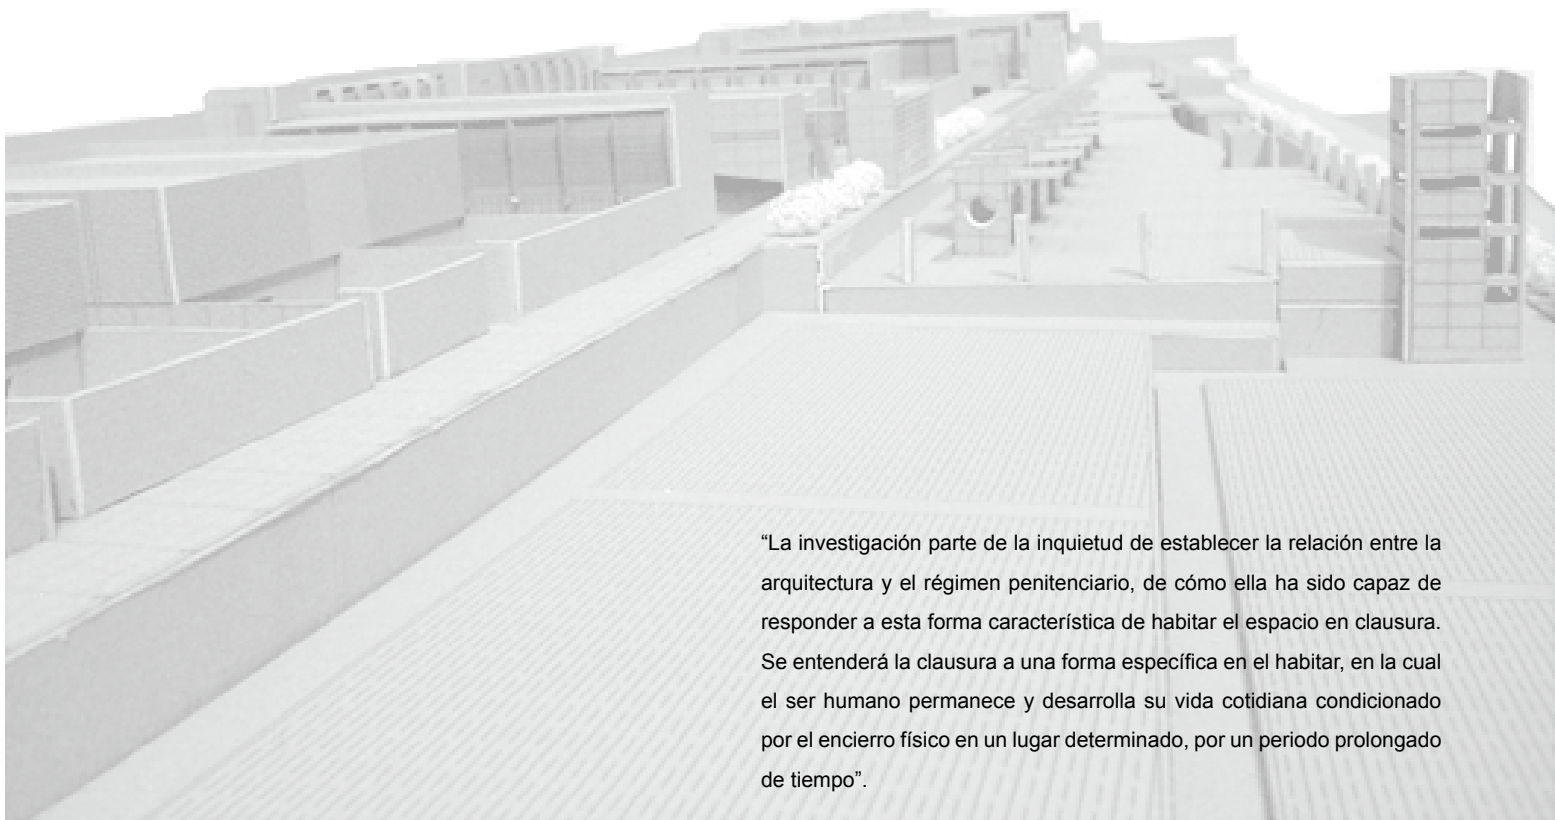 “La investigación parte de la inquietud de establecer la relación entre la
arquitectura y el régimen penitenciario, de cómo ella ha sido capaz de
responder a esta forma característica de habitar el espacio en clausura.
Se entenderá la clausura a una forma específica en el habitar, en la cual
el ser humano permanece y desarrolla su vida cotidiana condicionado
por el encierro físico en un lugar determinado, por un periodo prolongado
de tiempo”.